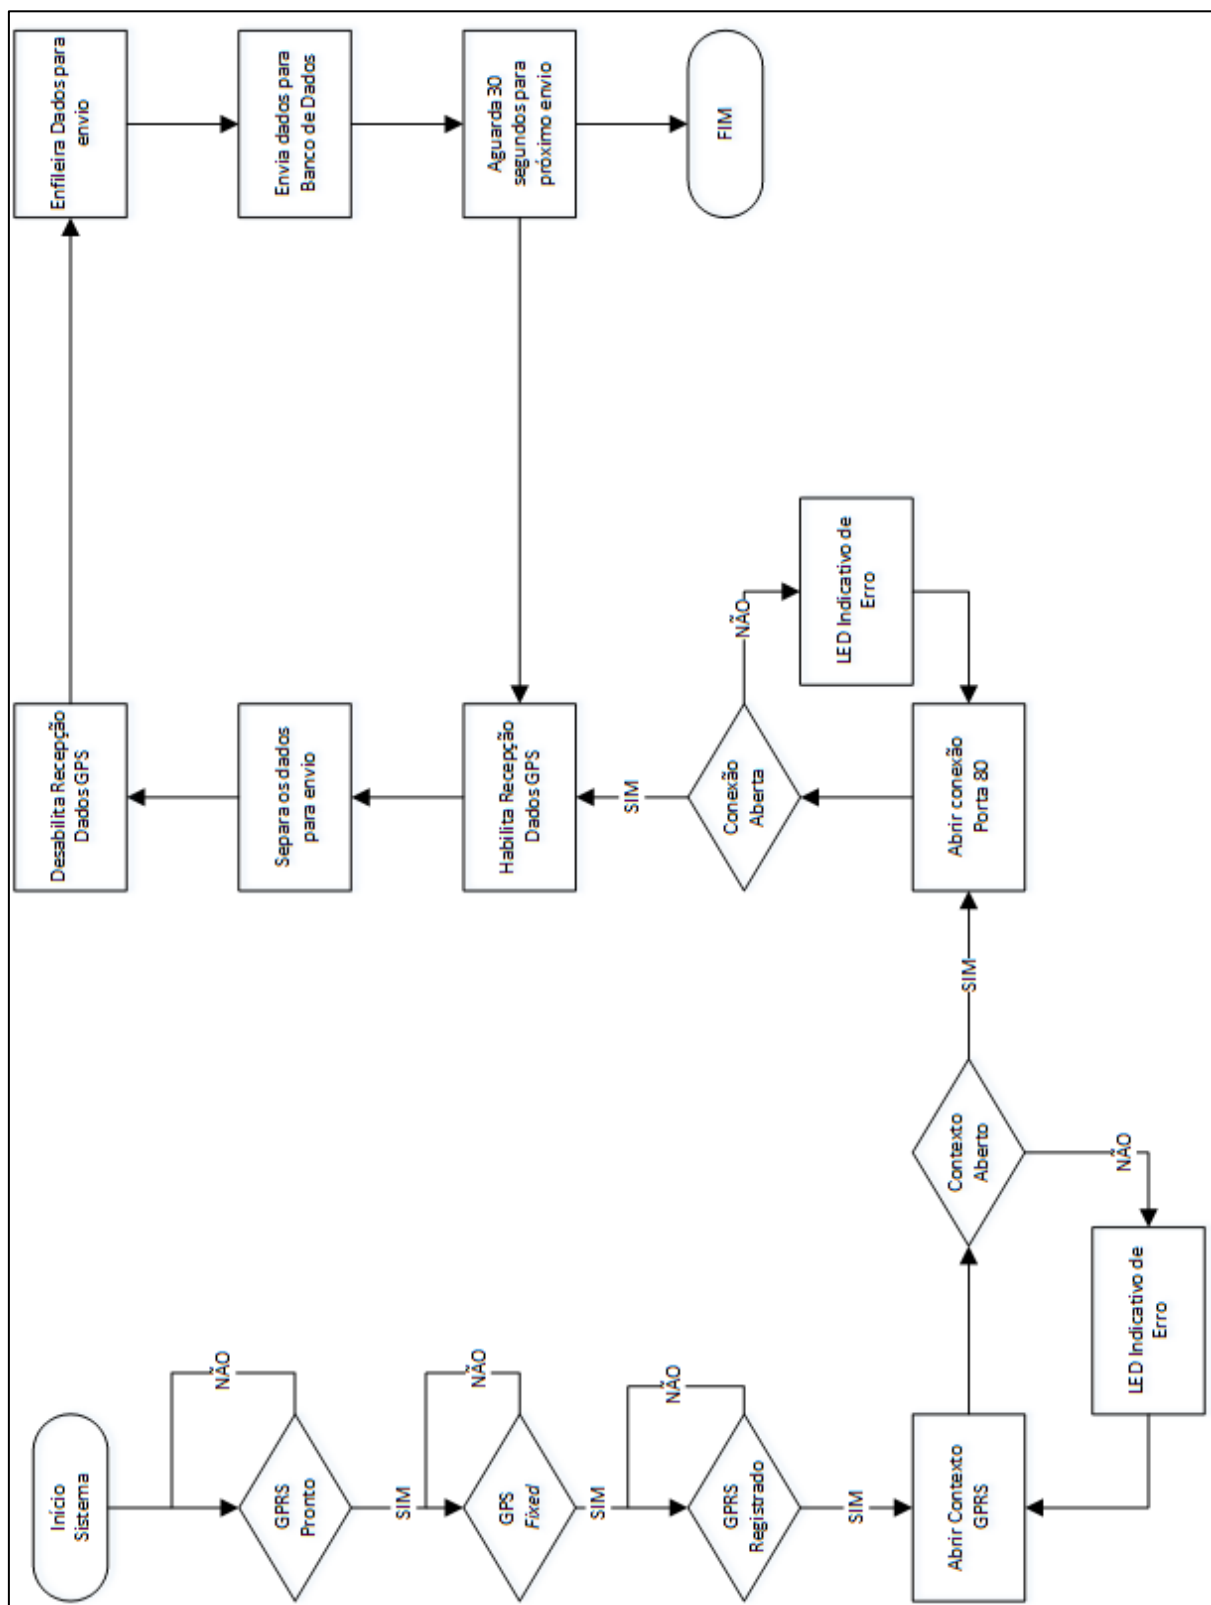 Início
Sistema
GPRS
Pronto
NÃO
SIM
GPS
Fixed
NÃO
SIM
GPRS
Registrado
NÃO
SIM
Abrir Contexto
GPRS
Contexto
Aberto
NÃO
LED Indicativo de
Erro
SIM
Abrir conexão
Porta 80
Conexão
Aberta
NÃO
LED Indicativo de
Erro
SIM
Habilita Recepção
Dados GPS
Separa os dados
para envio
Desabilita Recepção
Dados GPS
Enfileira Dados para
envio
Envia dados para
Banco de Dados
Aguarda 30
segundos para
próximo envio
FIM